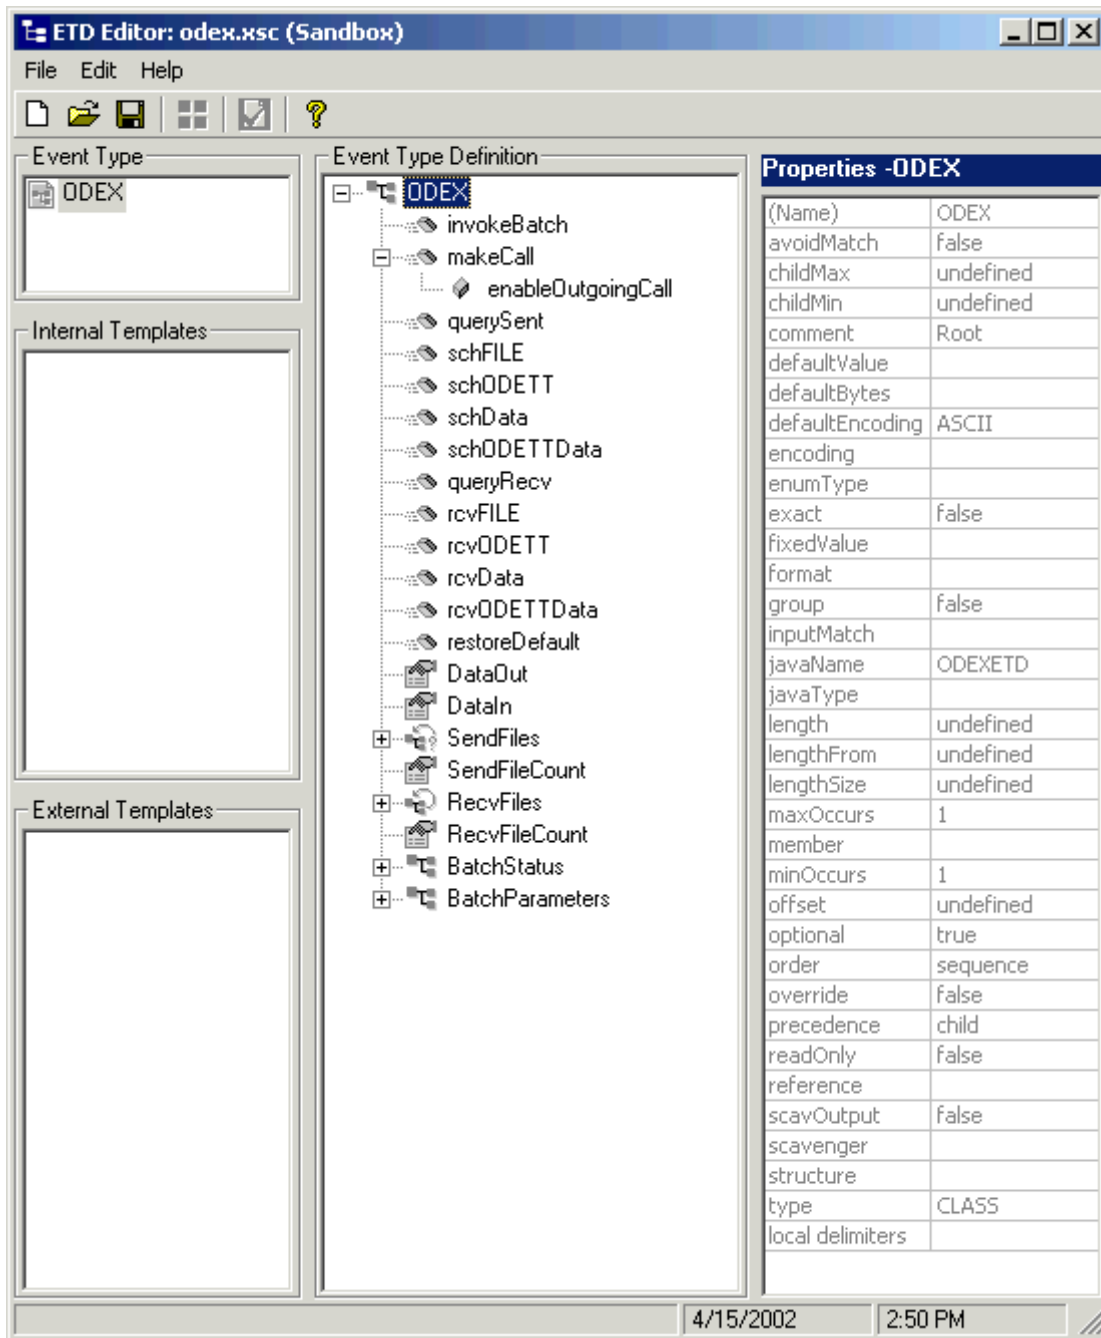 ETD Editor: odex.xsc (Sandbox)
File Edit Help
Event Type
ODEX
Internal Templates
External Templates
Event Type Definition
ODEX
invokeBatch
makeCall
enableOutgoingCall
querySent
schFILE
schODETT
schData
schODETTData
queryRecv
rcvFILE
rcvODETT
rcvData
rcvODETTData
restoreDefault
DataOut
DataIn
SendFiles
SendFileCount
RecvFiles
RecvFileCount
BatchStatus
BatchParameters
Properties -ODEX
(Name) ODEX
avoidMatch false
childMax undefined
childMin undefined
comment Root
defaultValue
defaultBytes
defaultEncoding ASCII
encoding
enumType
exact false
fixedValue
format
group false
inputMatch
javaName ODEXETD
javaType
length undefined
lengthFrom undefined
lengthSize undefined
maxOccurs 1
member
minOccurs 1
offset undefined
optional true
order sequence
override false
precedence child
readOnly false
reference
scavOutput false
scavenger
structure
type CLASS
local delimiters
4/15/2002 2:50 PM